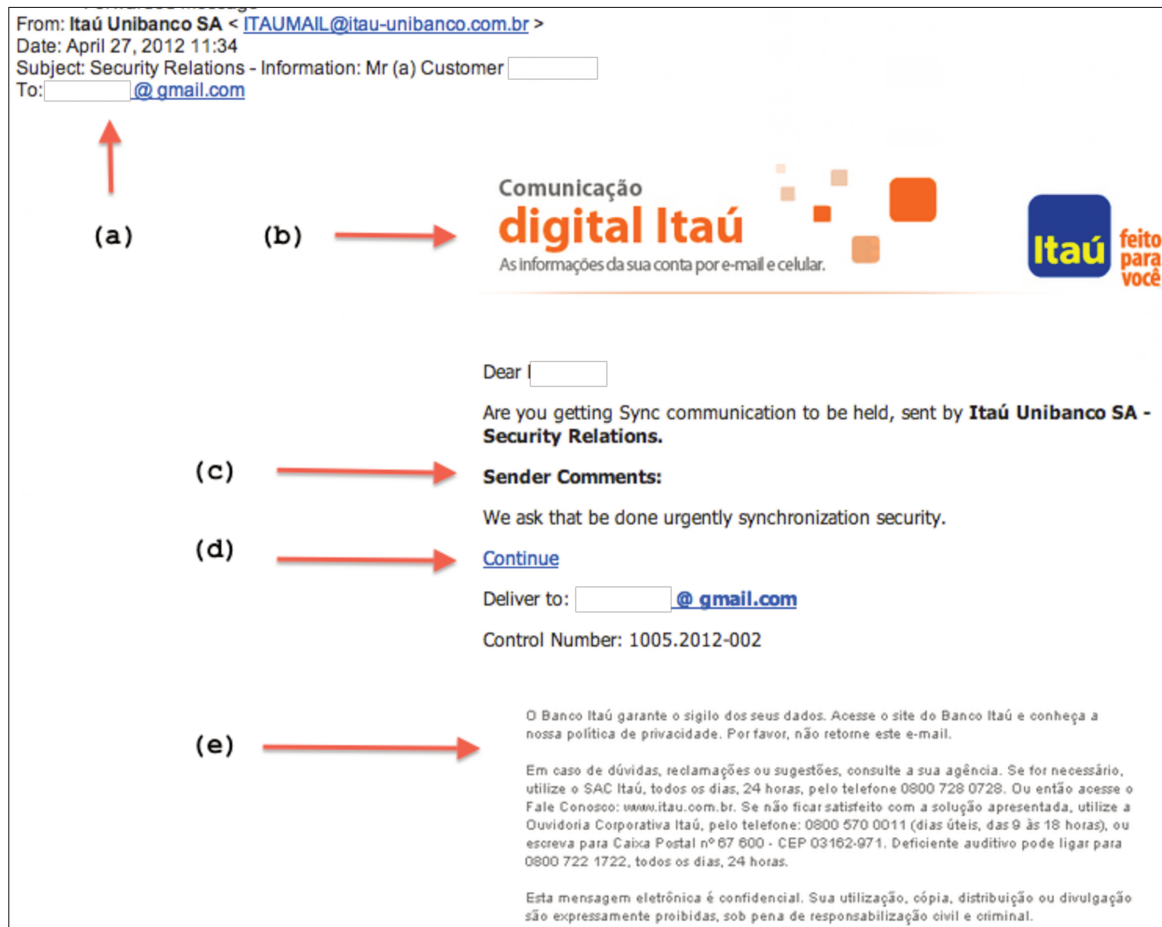 From: Itaú Unibanco SA < ITAUMAIL@itau-unibanco.com.br >
Date: April 27, 2012 11:34
Subject: Security Relations - Information: Mr (a) Customer
To: @ gmail.com
(a)
(b)
Comunicação
digital Itaú
As informações da sua conta por e-mail e celular.
Itaú
feito
para
você
Dear
Are you getting Sync communication to be held, sent by Itaú Unibanco SA -
Security Relations.
(c)
Sender Comments:
We ask that be done urgently synchronization security.
(d)
Continue
Deliver to: @ gmail.com
Control Number: 1005.2012-002
(e)
O Banco Itaú garante o sigilo dos seus dados. Acesse o site do Banco Itaú e conheça a
nossa política de privacidade. Por favor, não retorne este e-mail.
Em caso de dúvidas, reclamações ou sugestões, consulte a sua agência. Se for necessário,
utilize o SAC Itaú, todos os dias, 24 horas, pelo telefone 0800 728 0728. Ou então acesse o
Fale Conosco: www.itau.com.br. Se não ficar satisfeito com a solução apresentada, utilize a
Ouvidoria Corporativa Itaú, pelo telefone: 0800 570 0011 (dias úteis, das 9 às 18 horas), ou
escreva para Caixa Postal nº 67 600 - CEP 03162-971. Deficiente auditivo pode ligar para
0800 722 1722, todos os dias, 24 horas.
Esta mensagem eletrônica é confidencial. Sua utilização, cópia, distribuição ou divulgação
são expressamente proibidas, sob pena de responsabilização civil e criminal.